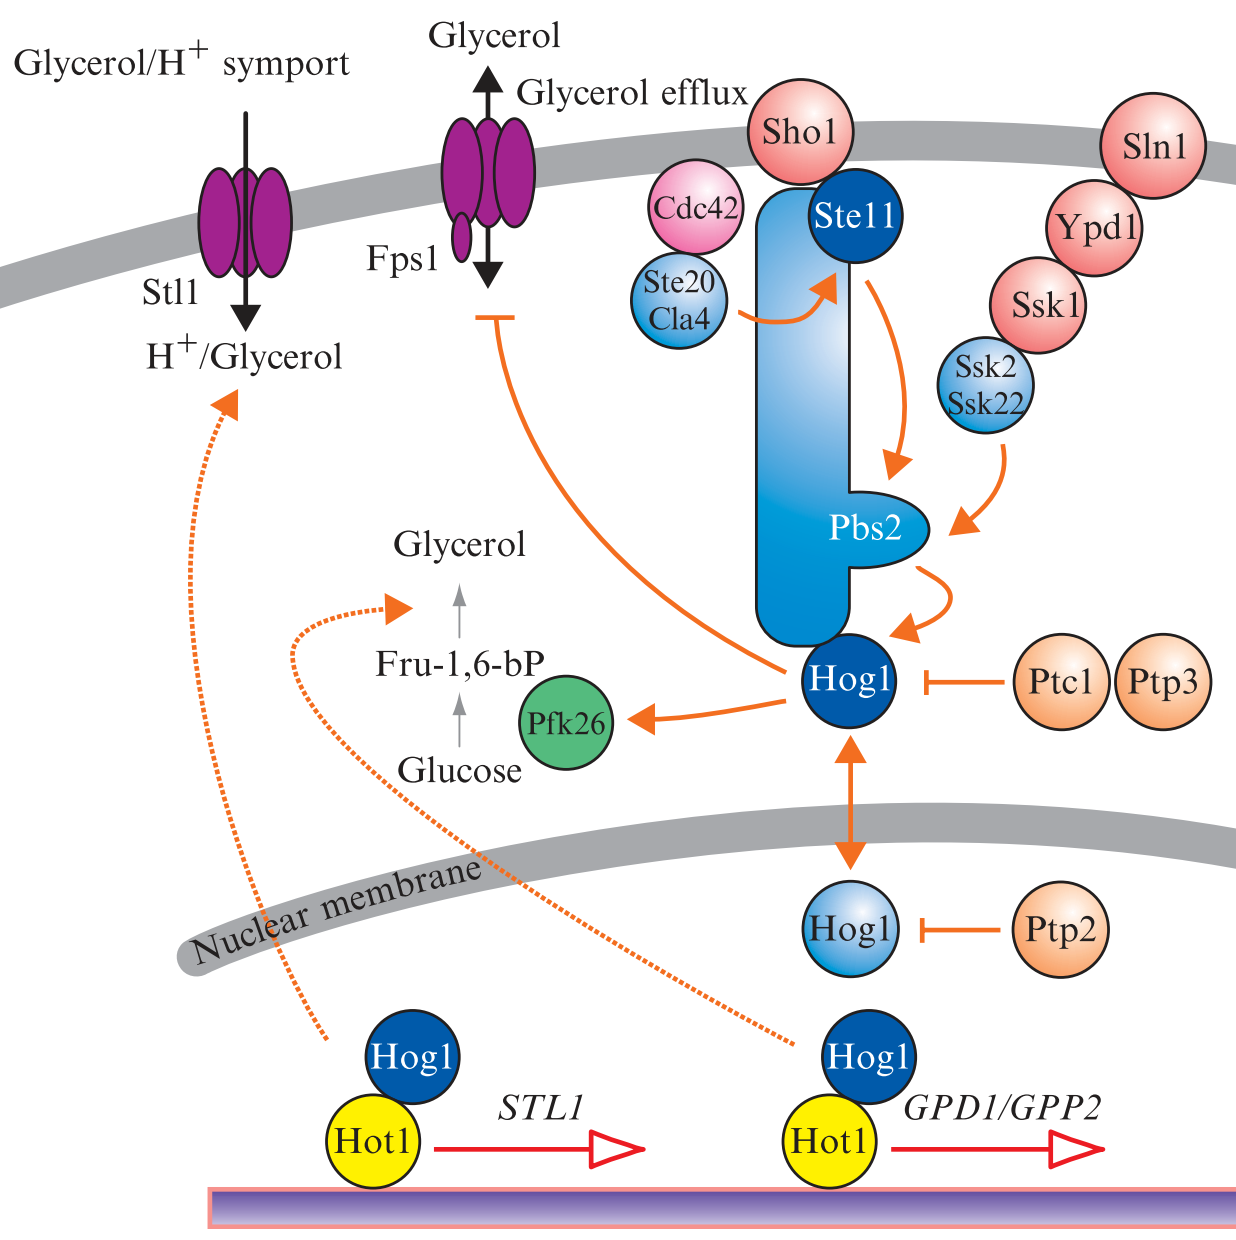 Glycerol
Glycerol/H⁺ symport
Glycerol efflux
Sho1
Sln1
Cdc42
Ste11
Ypd1
Fps1
Stl1
Ste20
Cla4
Ssk1
H⁺/Glycerol
Ssk2
Ssk22
Pbs2
Glycerol
Fru-1,6-bP
Hog1
Ptc1
Ptp3
Pfk26
Glucose
Nuclear membrane
Hog1
Ptp2
Hog1
Hog1
STL1
GPD1/GPP2
Hot1
Hot1